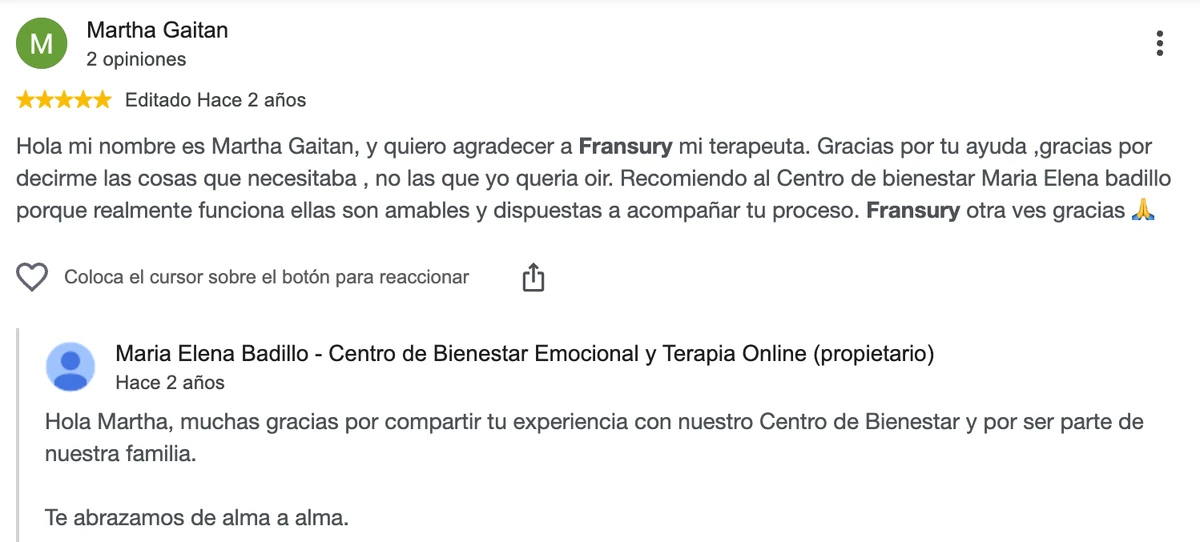 M
Martha Gaitan
2 opiniones
Editado Hace 2 años
Hola mi nombre es Martha Gaitan, y quiero agradecer a Fransury mi terapeuta. Gracias por tu ayuda ,gracias por
decirme las cosas que necesitaba , no las que yo queria oir. Recomiendo al Centro de bienestar Maria Elena badillo
porque realmente funciona ellas son amables y dispuestas a acompañar tu proceso. Fransury otra ves gracias 🙏
Coloca el cursor sobre el botón para reaccionar
Maria Elena Badillo - Centro de Bienestar Emocional y Terapia Online (propietario)
Hace 2 años
Hola Martha, muchas gracias por compartir tu experiencia con nuestro Centro de Bienestar y por ser parte de
nuestra familia.
Te abrazamos de alma a alma.